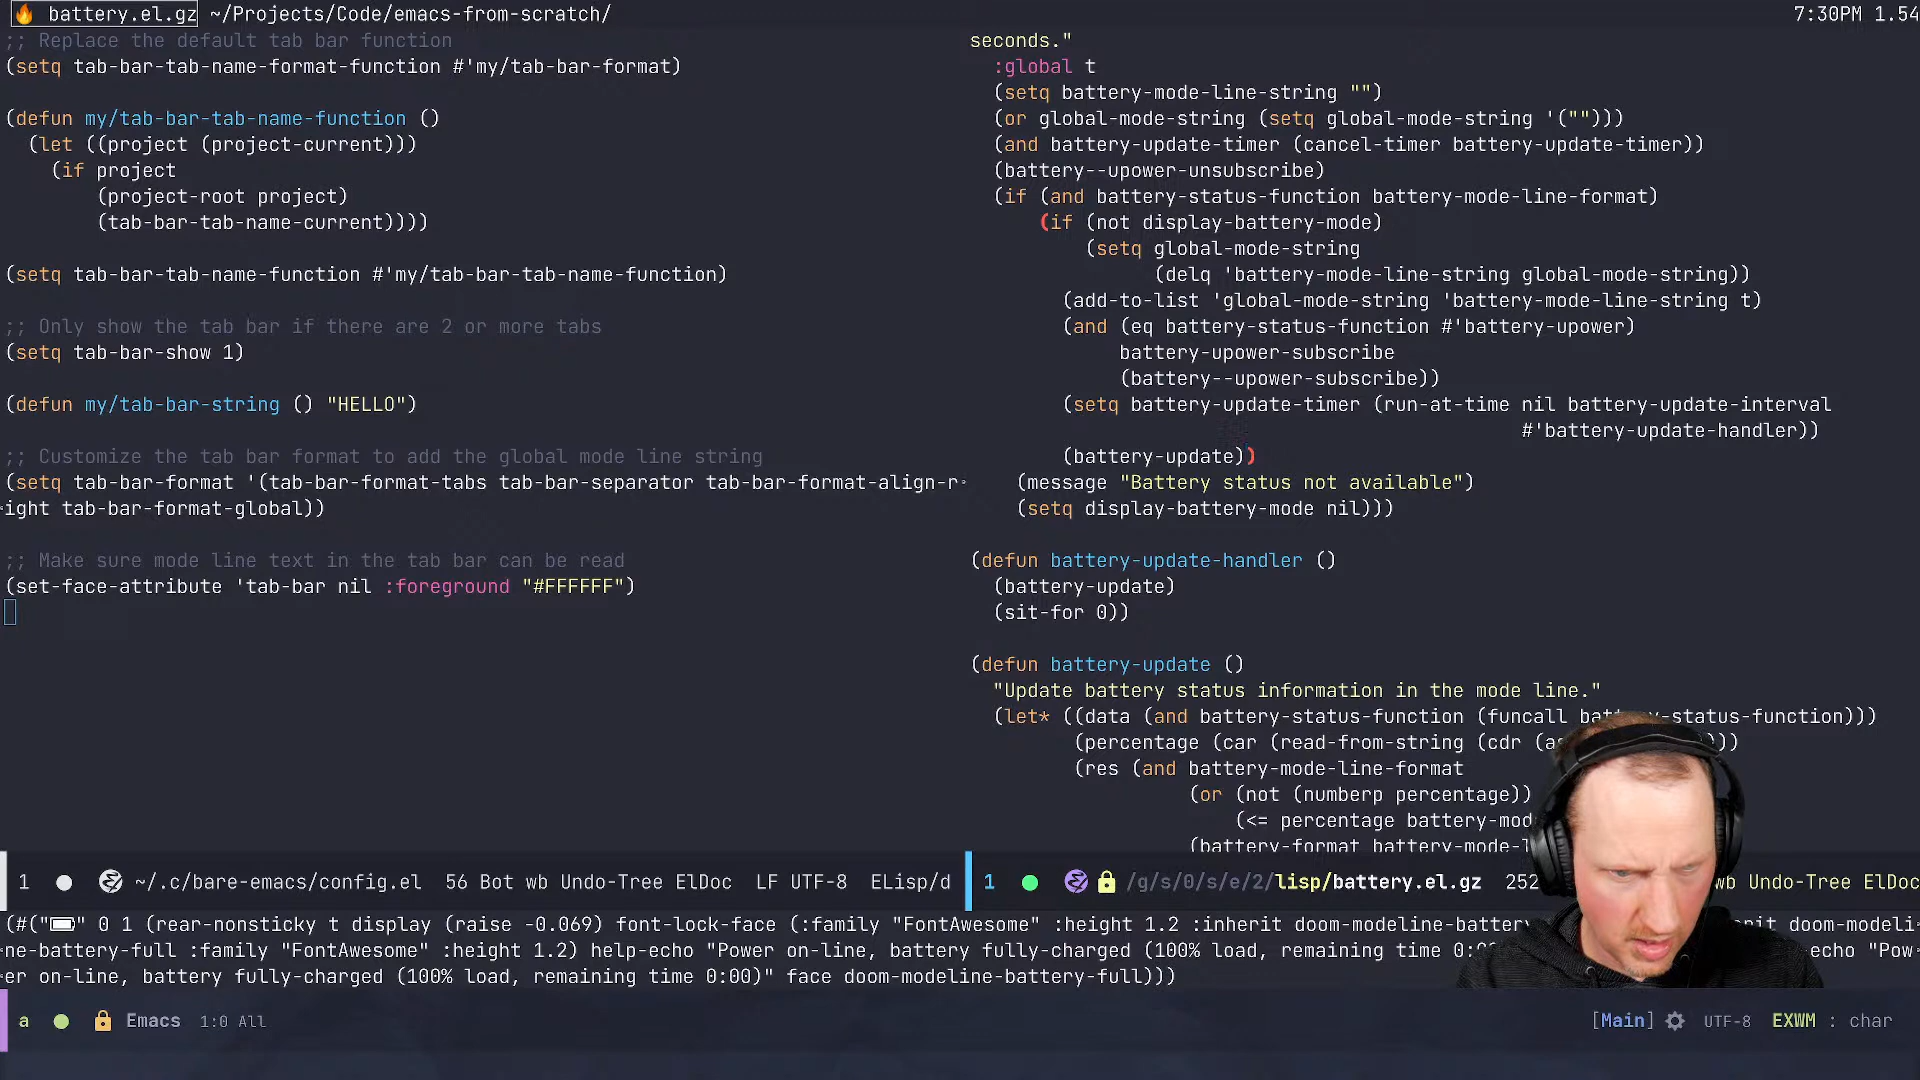 battery.el.gz ~/Projects/Code/emacs-from-scratch/ 7:30PM 1.54
;; Replace the default tab bar function
(setq tab-bar-tab-name-format-function #'my/tab-bar-format)
(defun my/tab-bar-tab-name-function ()
(let ((project (project-current)))
(if project
(project-root project)
(tab-bar-tab-name-current))))
(setq tab-bar-tab-name-function #'my/tab-bar-tab-name-function)
;; Only show the tab bar if there are 2 or more tabs
(setq tab-bar-show 1)
(defun my/tab-bar-string () "HELLO")
;; Customize the tab bar format to add the global mode line string
(setq tab-bar-format '(tab-bar-format-tabs tab-bar-separator tab-bar-format-align-r
ight tab-bar-format-global))
;; Make sure mode line text in the tab bar can be read
(set-face-attribute 'tab-bar nil :foreground "#FFFFFF")
1 ~/.c/bare-emacs/config.el 56 Bot wb Undo-Tree ElDoc LF UTF-8 ELisp/d
seconds."
:global t
(setq battery-mode-line-string "")
(or global-mode-string (setq global-mode-string '("")))
(and battery-update-timer (cancel-timer battery-update-timer))
(battery--upower-unsubscribe)
(if (and battery-status-function battery-mode-line-format)
(if (not display-battery-mode)
(setq global-mode-string
(delq 'battery-mode-line-string global-mode-string))
(add-to-list 'global-mode-string 'battery-mode-line-string t)
(and (eq battery-status-function #'battery-upower)
battery-upower-subscribe
(battery--upower-subscribe))
(setq battery-update-timer (run-at-time nil battery-update-interval
#'battery-update-handler))
(battery-update))
(message "Battery status not available")
(setq display-battery-mode nil)))
(defun battery-update-handler ()
(battery-update)
(sit-for 0))
(defun battery-update ()
"Update battery status information in the mode line."
(let* ((data (and battery-status-function (funcall bat y-status-function)))
(percentage (car (read-from-string (cdr (as )))
(res (and battery-mode-line-format
(or (not (numberp percentage))
(<= percentage battery-mod
(battery-format battery-mode-l
1 /g/s/0/s/e/2/lisp/battery.el.gz 252 wb Undo-Tree ElDoc
(#(" " 0 1 (rear-nonsticky t display (raise -0.069) font-lock-face (:family "FontAwesome" :height 1.2 :inherit doom-modeline-battery rit doom-modeli
ne-battery-full :family "FontAwesome" :height 1.2) help-echo "Power on-line, battery fully-charged (100% load, remaining time 0:0 echo "Pow
er on-line, battery fully-charged (100% load, remaining time 0:00)" face doom-modeline-battery-full)))
a Emacs 1:0 All [Main] UTF-8 EXWM : char